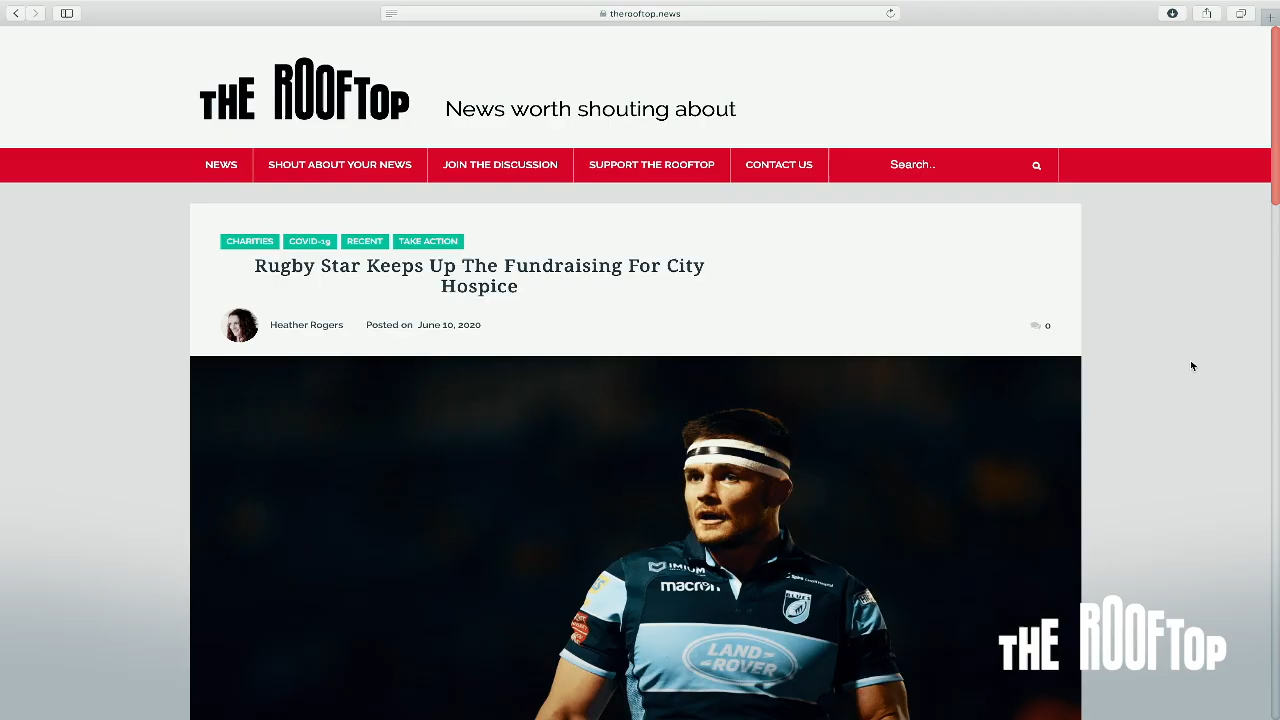 therooftop.news
THE ROOFTOP
News worth shouting about
NEWS
SHOUT ABOUT YOUR NEWS
JOIN THE DISCUSSION
SUPPORT THE ROOFTOP
CONTACT US
Search..
CHARITIES
COVID-19
RECENT
TAKE ACTION
Rugby Star Keeps Up The Fundraising For City
Hospice
Heather Rogers
Posted on June 10, 2020
0
IMIUM
macron
BLUES
LAND-
ROVER
THE ROOFTOP